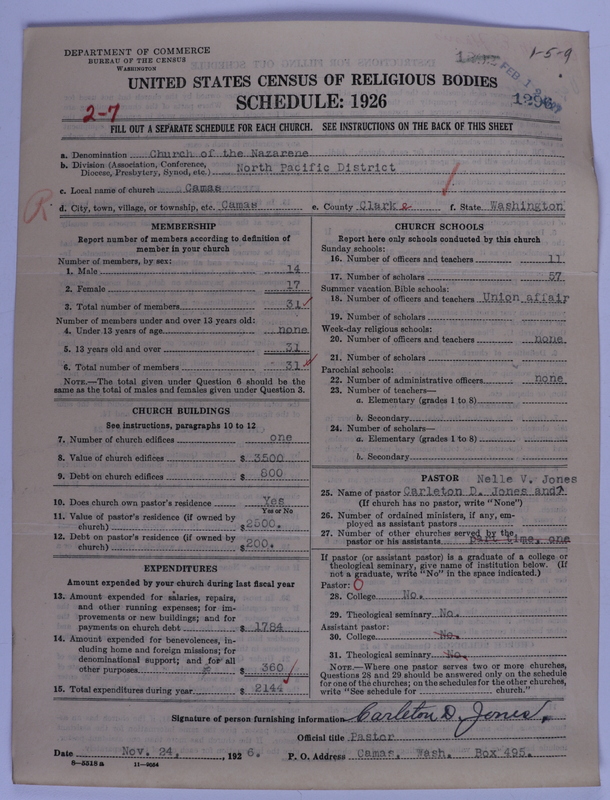 DEPARTMENT OF COMMERCE
BUREAU OF THE CENSUS
WASHINGTON
1-5-9
FEB 1
1296
UNITED STATES CENSUS OF RELIGIOUS BODIES
SCHEDULE: 1926
2-7
FILL OUT A SEPARATE SCHEDULE FOR EACH CHURCH. SEE INSTRUCTIONS ON THE BACK OF THIS SHEET
a. Denomination Church of the Nazarene
b. Division (Association, Conference, Diocese, Presbytery, Synod, etc.) North Pacific District
c. Local name of church Camas
d. City, town, village, or township, etc. Camas e. County Clark f. State Washington
R
MEMBERSHIP
Report number of members according to definition of
member in your church
Number of members, by sex:
1. Male 14
2. Female 17
3. Total number of members 31
Number of members under and over 13 years old:
4. Under 13 years of age none
5. 13 years old and over 31
6. Total number of members 31
NOTE.—The total given under Question 6 should be the
same as the total of males and females given under Question 3.
CHURCH BUILDINGS
See instructions, paragraphs 10 to 12
7. Number of church edifices one
8. Value of church edifices $ 3500
9. Debt on church edifices $ 800
10. Does church own pastor's residence Yes
Yes or No
11. Value of pastor's residence (if owned by
church) $ 2500.
12. Debt on pastor's residence (if owned by
church) $ 200.
EXPENDITURES
Amount expended by your church during last fiscal year
13. Amount expended for salaries, repairs,
and other running expenses; for im-
provements or new buildings; and for
payments on church debt $ 1784
14. Amount expended for benevolences, in-
cluding home and foreign missions; for
denominational support; and for all
other purposes $ 360
15. Total expenditures during year $ 2144
CHURCH SCHOOLS
Report here only schools conducted by this church
Sunday schools:
16. Number of officers and teachers 11
17. Number of scholars 57
Summer vacation Bible schools:
18. Number of officers and teachers Union affair
19. Number of scholars
Week-day religious schools:
20. Number of officers and teachers none
21. Number of scholars
Parochial schools:
22. Number of administrative officers none
23. Number of teachers—
a. Elementary (grades 1 to 8)
b. Secondary
24. Number of scholars—
a. Elementary (grades 1 to 8)
b. Secondary
PASTOR Nelle V. Jones
25. Name of pastor Carleton D. Jones and
(If church has no pastor, write "None")
26. Number of ordained ministers, if any, em-
ployed as assistant pastors
27. Number of other churches served by the
pastor or his assistants part time, one
If pastor (or assistant pastor) is a graduate of a college or
theological seminary, give name of institution below. (If
not a graduate, write "No" in the space indicated.)
Pastor: 0
28. College No.
29. Theological seminary No.
Assistant pastor:
30. College No.
31. Theological seminary No.
NOTE.—Where one pastor serves two or more churches,
Questions 28 and 29 should be answered only on the schedule
for one of the churches; on the schedules for the other churches,
write "See schedule for church."
Signature of person furnishing information Carleton D. Jones.
Official title Pastor
Date Nov. 24, 1926. P. O. Address Camas, Wash. Box 495.
8-5518 a 11-9664